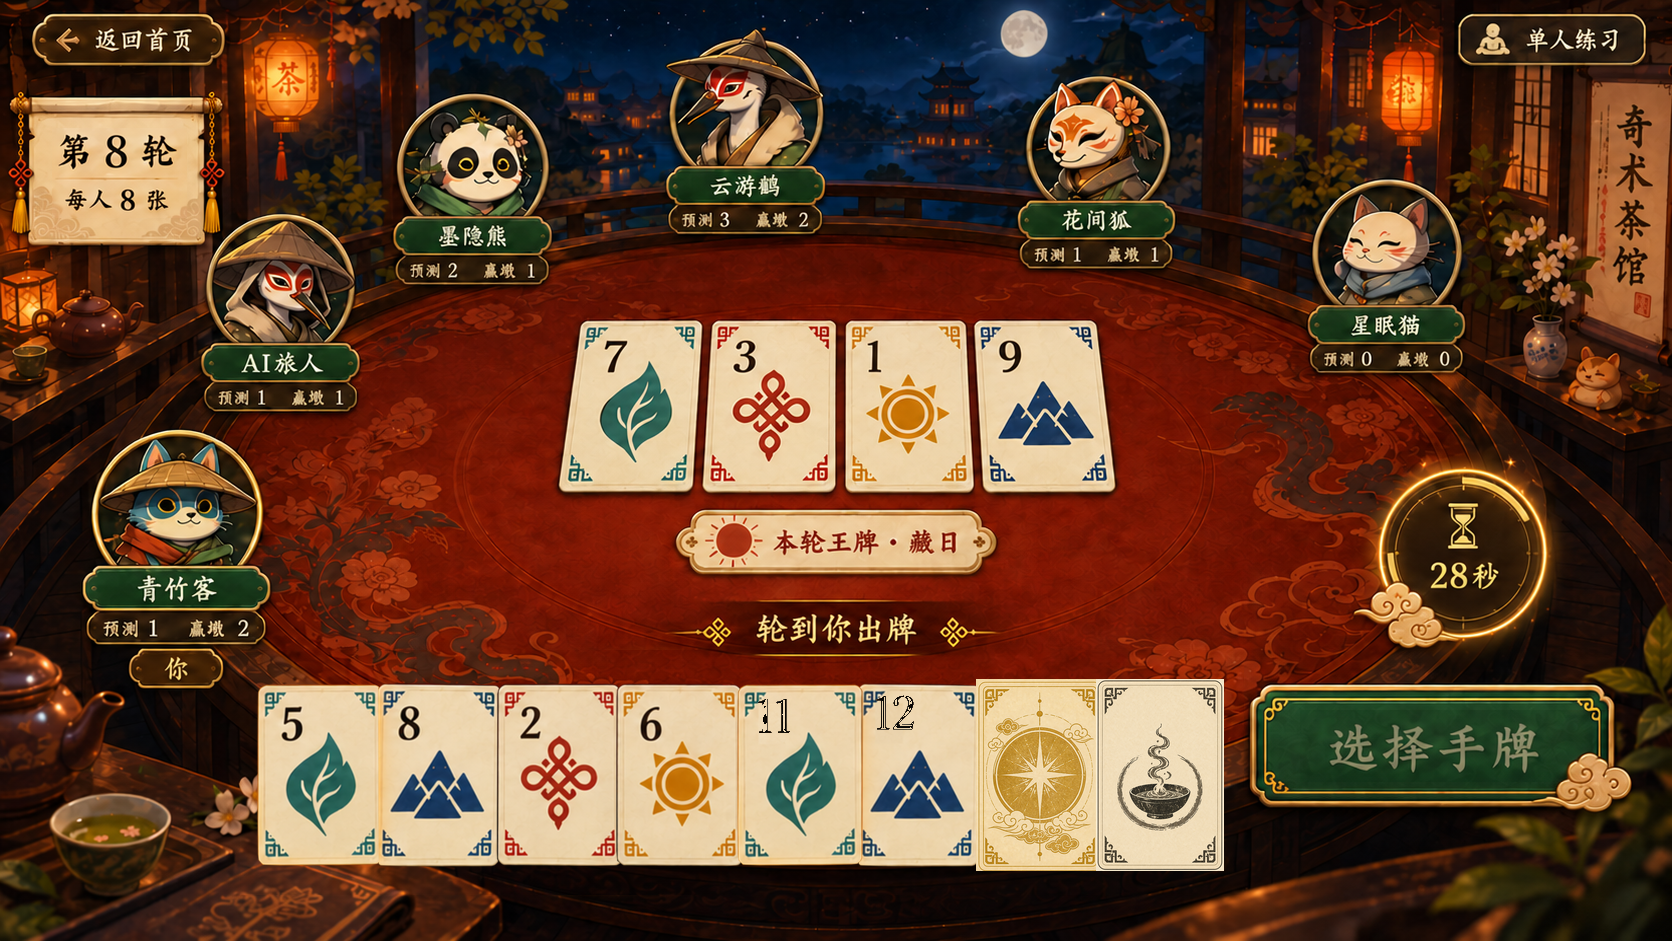 返回首页
单人练习
第 8 轮
每人 8 张
奇术茶馆
茶
墨隐熊
预测 2 赢墩 1
云游鹤
预测 3 赢墩 2
花间狐
预测 1 赢墩 1
星眠猫
预测 0 赢墩 0
AI旅人
预测 1 赢墩 1
青竹客
预测 1 赢墩 2
你
7
3
1
9
本轮王牌·藏日
轮到你出牌
28秒
5
8
2
6
11
12
选择手牌